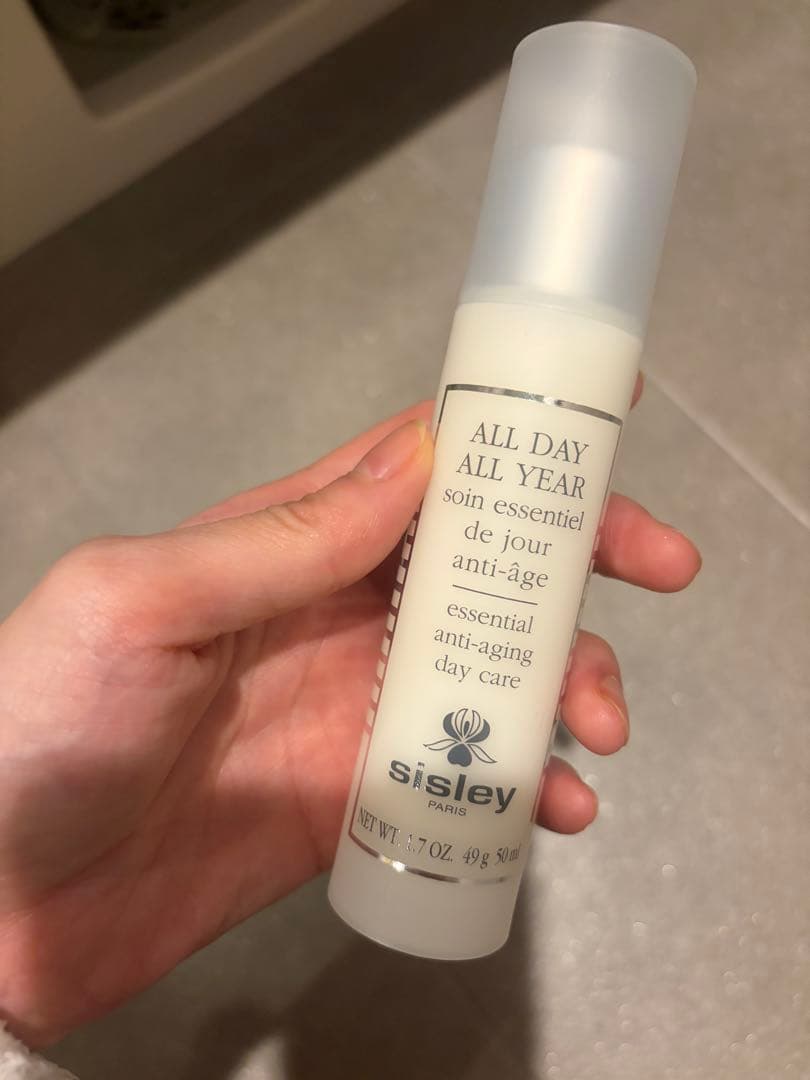 ALL DAY
ALL YEAR
soin essentiel
de jour
anti-âge
essential
anti-aging
day care
sisley
PARIS
NET WT. 1.7 OZ. 49 g 50 ml